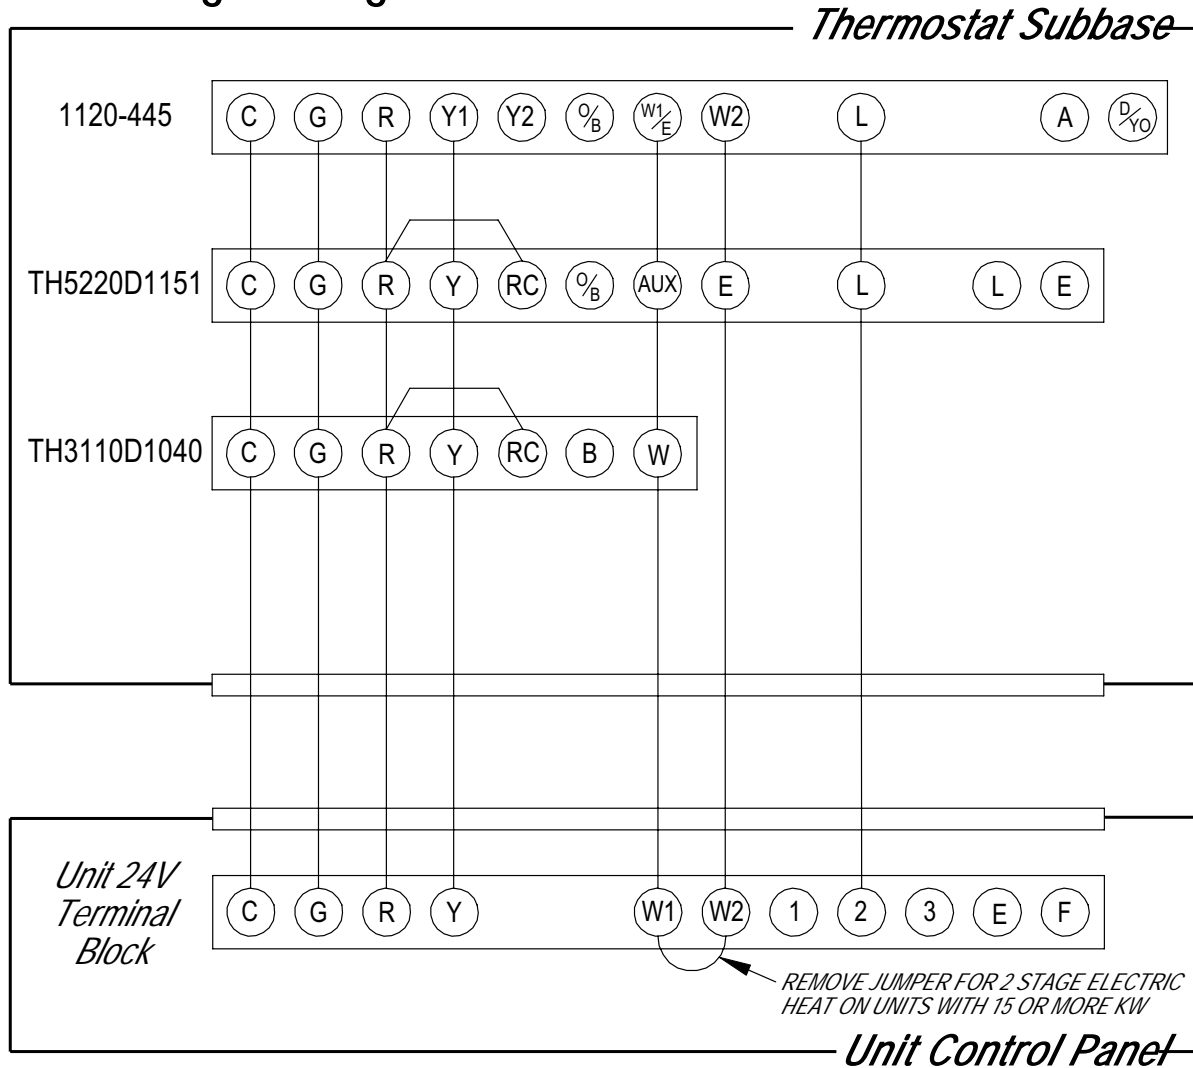 Thermostat Subbase
1120-445 C G R Y1 Y2 O/B W1/E W2 L A D/YO
TH5220D1151 C G R Y RC O/B AUX E L L E
TH3110D1040 C G R Y RC B W
Unit 24V
Terminal
Block
C G R Y W1 W2 1 2 3 E F
REMOVE JUMPER FOR 2 STAGE ELECTRIC
HEAT ON UNITS WITH 15 OR MORE KW
Unit Control Panel